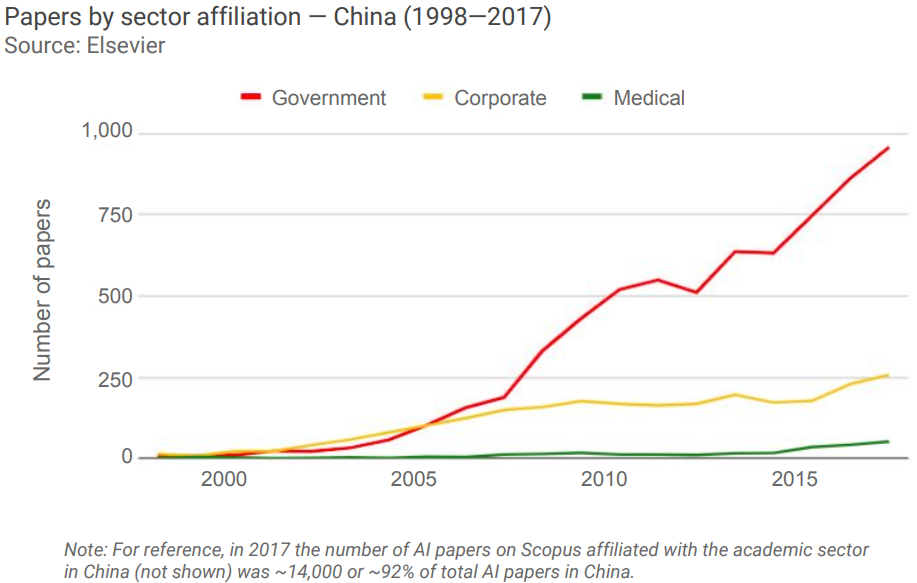 Papers by sector affiliation — China (1998—2017)
Source: Elsevier
Government Corporate Medical
1,000
750
500
250
0
Number of papers
2000 2005 2010 2015
Note: For reference, in 2017 the number of AI papers on Scopus affiliated with the academic sector
in China (not shown) was ~14,000 or ~92% of total AI papers in China.